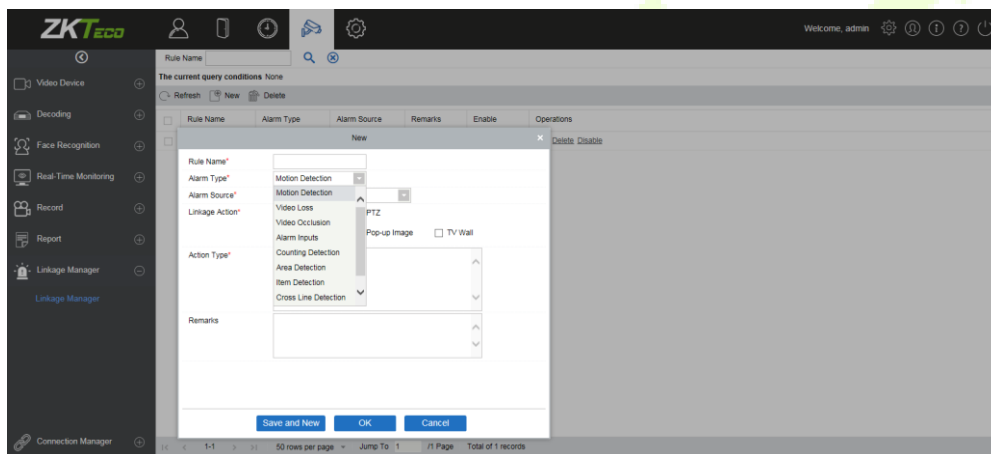 ZKTECO
Welcome, admin
Rule Name
The current query conditions None
Refresh New Delete
Rule Name Alarm Type Alarm Source Remarks Enable Operations
Delete Disable
Video Device
Decoding
Face Recognition
Real-Time Monitoring
Record
Report
Linkage Manager
Linkage Manager
Connection Manager
New
Rule Name*
Alarm Type* Motion Detection
Motion Detection
Video Loss
Video Occlusion
Alarm Inputs
Counting Detection
Area Detection
Item Detection
Cross Line Detection
Alarm Source*
Linkage Action* PTZ
Pop-up Image TV Wall
Action Type*
Remarks
Save and New OK Cancel
1-1 50 rows per page Jump To 1 /1 Page Total of 1 records